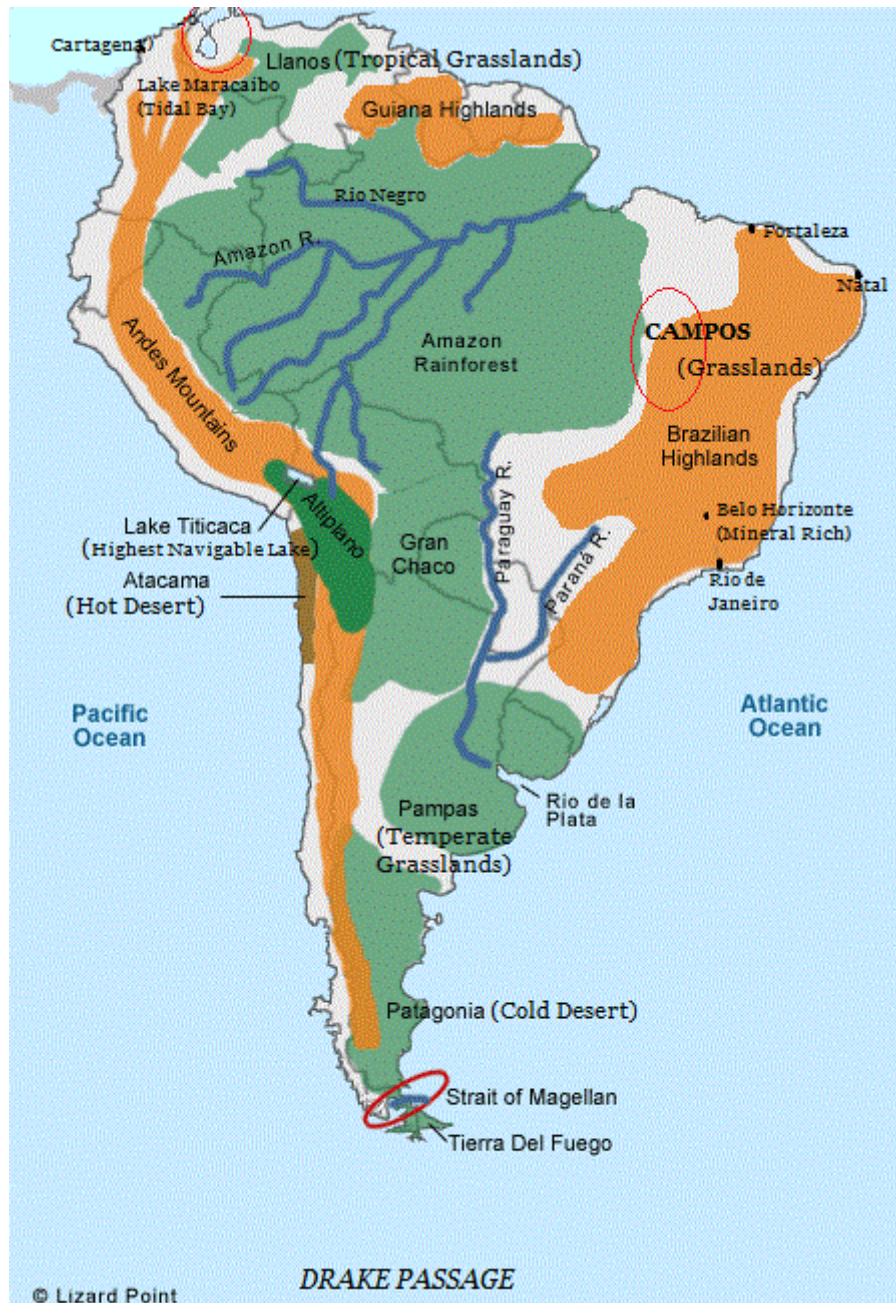 Cartagena)
Llanos (Tropical Grasslands)
Lake Maracaibo
(Tidal Bay)
Guiana Highlands
Rio Negro
Amazon R.
Fortaleza
Natal
Andes Mountains
Amazon
Rainforest
CAMPOS
(Grasslands)
Brazilian
Highlands
Lake Titicaca
(Highest Navigable Lake)
Altiplano
Gran
Chaco
Paraguay R.
Paraná R.
Belo Horizonte
(Mineral Rich)
Rio de
Janeiro
Atacama
(Hot Desert)
Pacific
Ocean
Atlantic
Ocean
Rio de la
Plata
Pampas
(Temperate
Grasslands)
Patagonia (Cold Desert)
Strait of Magellan
Tierra Del Fuego
DRAKE PASSAGE
© Lizard Point